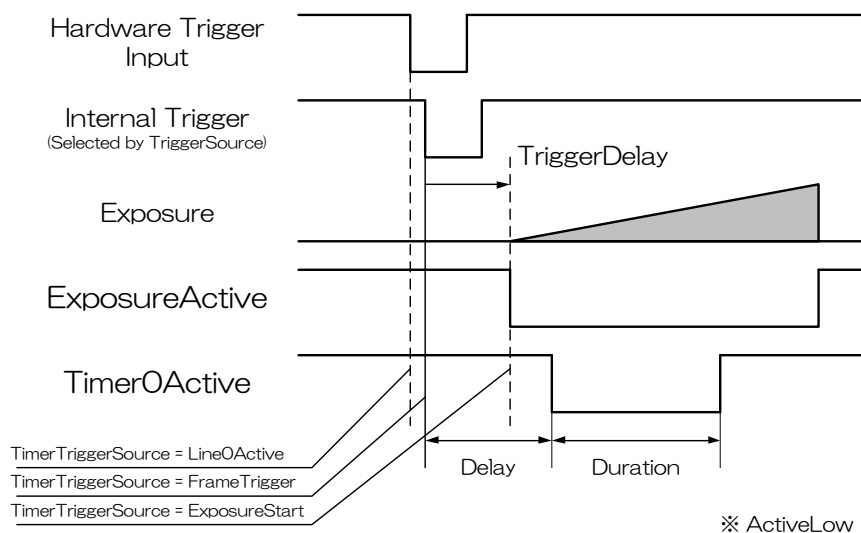 Hardware Trigger
Input
Internal Trigger
(Selected by TriggerSource)
TriggerDelay
Exposure
ExposureActive
Timer0Active
TimerTriggerSource = Line0Active
TimerTriggerSource = FrameTrigger
TimerTriggerSource = ExposureStart
Delay
Duration
※ ActiveLow